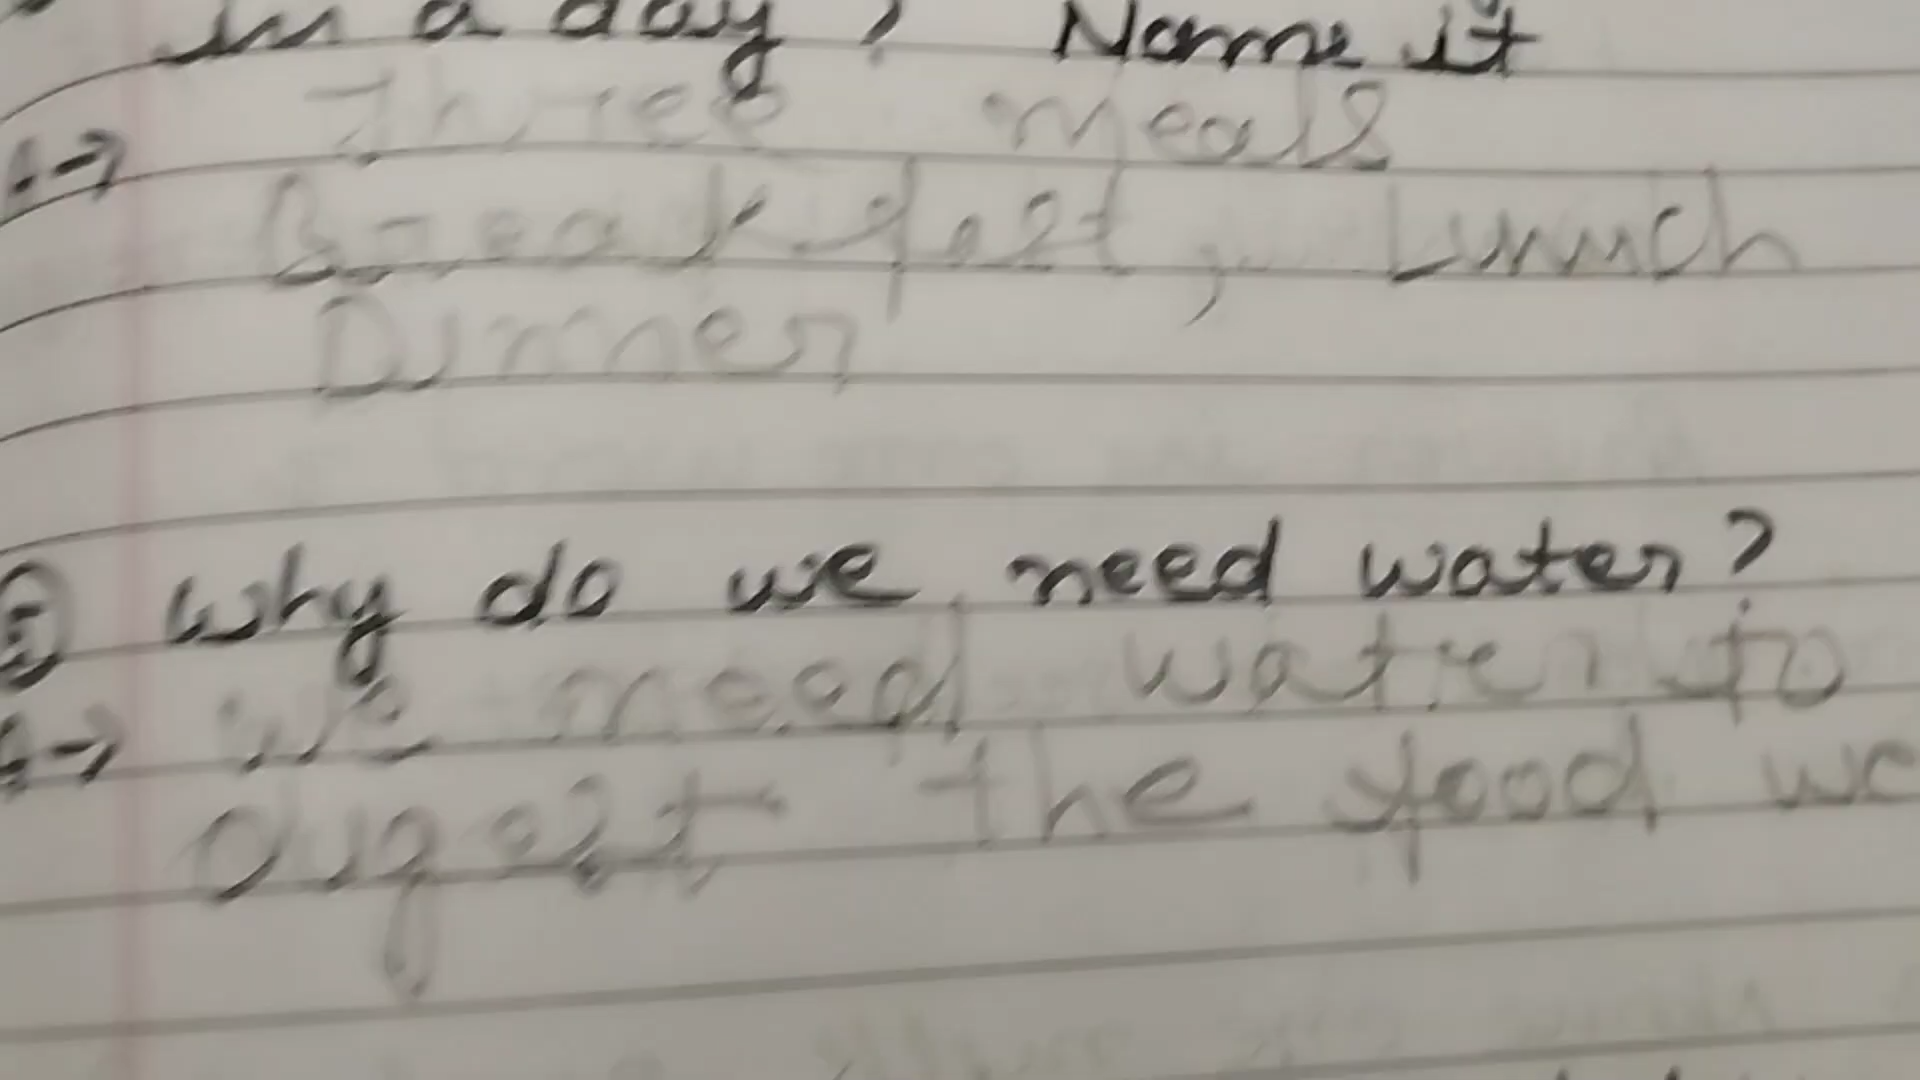 in a day? Name it
A→ Three meals
Breakfast, Lunch
Dinner
⑤ Why do we need water?
A→ We need water to
Digest the food we